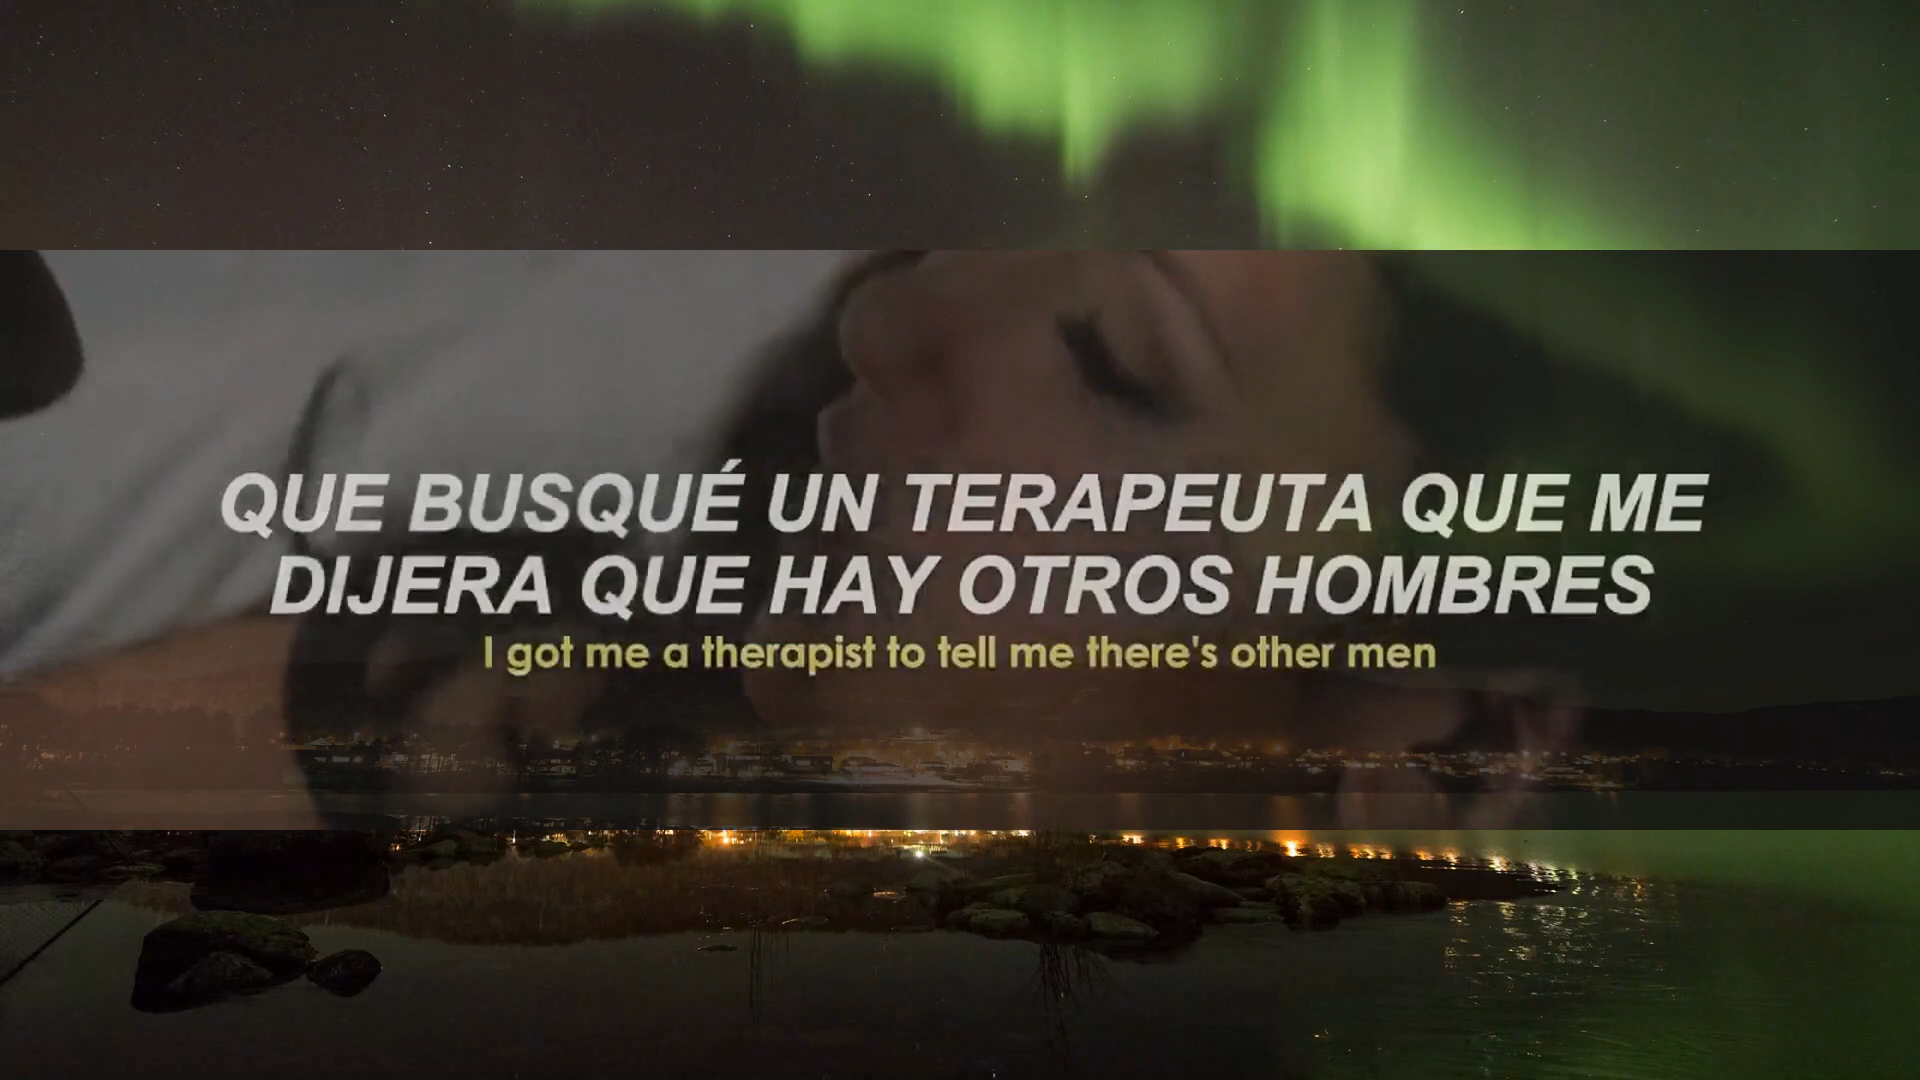 QUE BUSQUÉ UN TERAPEUTA QUE ME
DIJERA QUE HAY OTROS HOMBRES
I got me a therapist to tell me there's other men